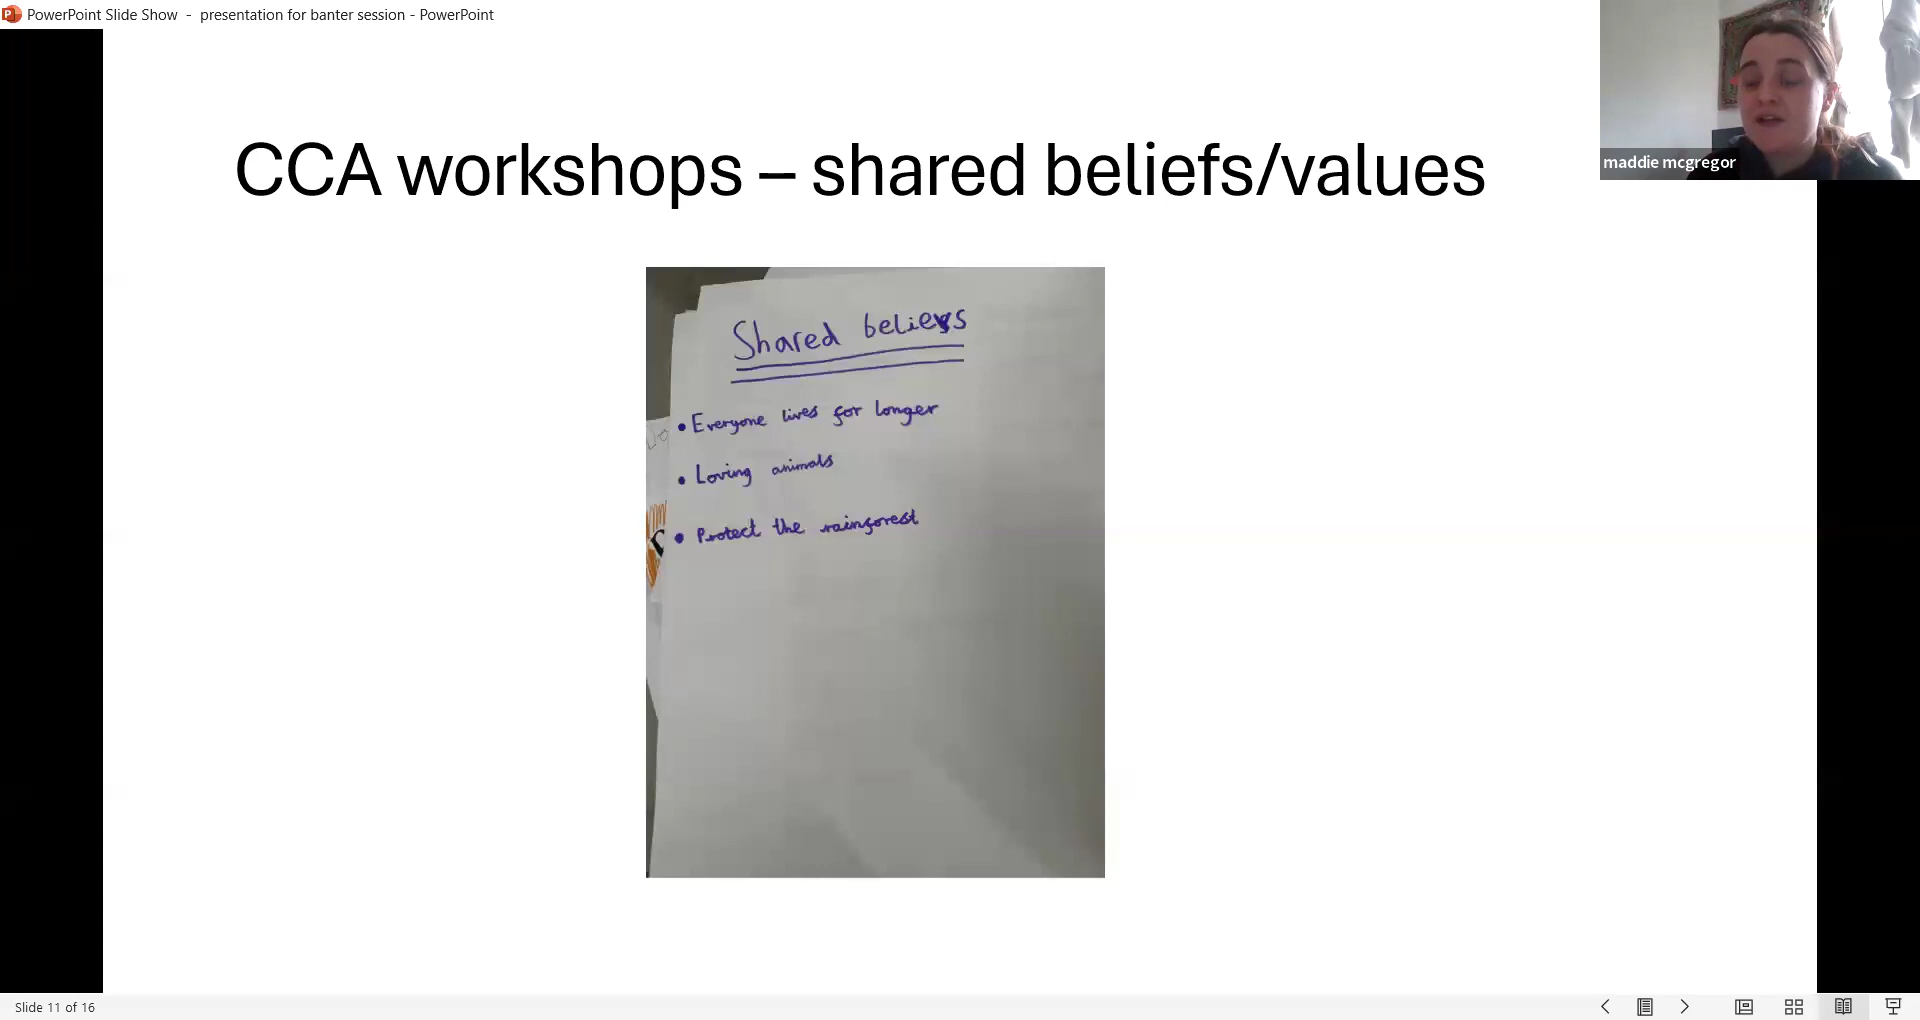 PowerPoint Slide Show - presentation for banter session - PowerPoint
maddie mcgregor
CCA workshops – shared beliefs/values
Shared believs
• Everyone lives for longer
• Loving animals
• Protect the rainforest
Slide 11 of 16